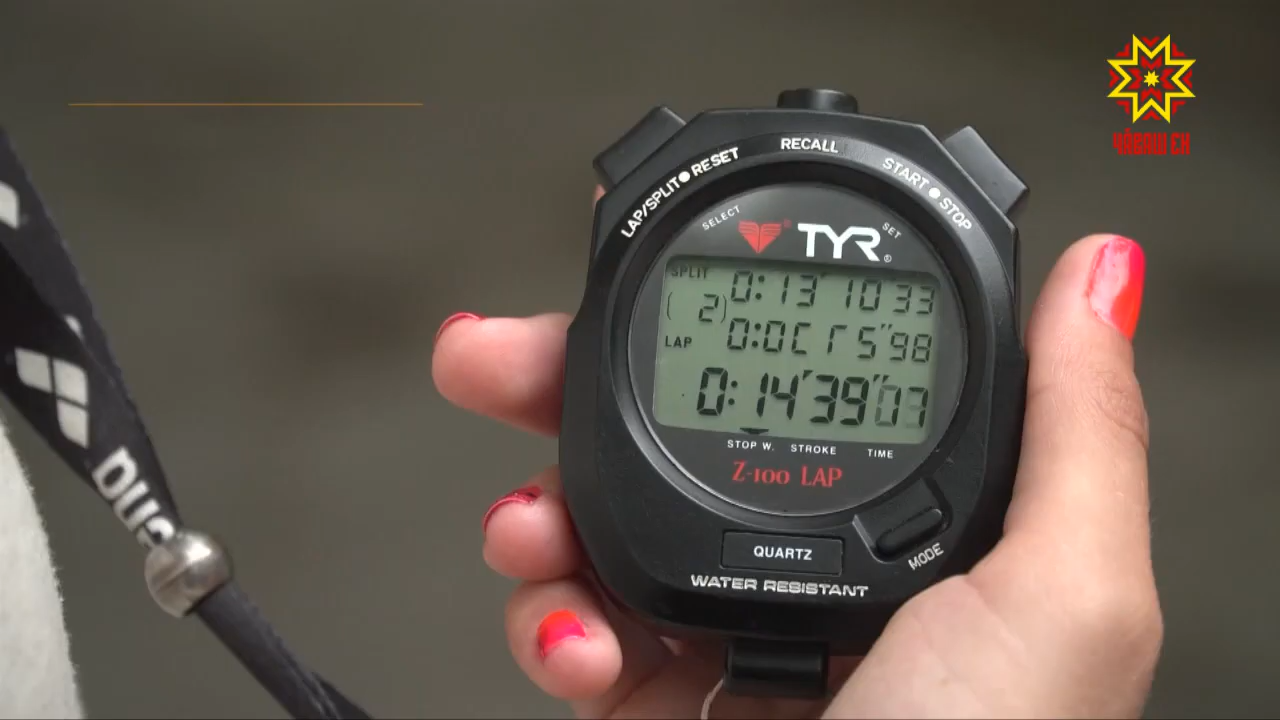 ЧӐВАШ ЕН
LAP/SPLIT●RESET
RECALL
START●STOP
SELECT
TYR®
SET
SPLIT
0:13'10 33
(2)
LAP
0:14'39"07
STOP W. STROKE TIME
Z-100 LAP
QUARTZ
MODE
WATER RESISTANT